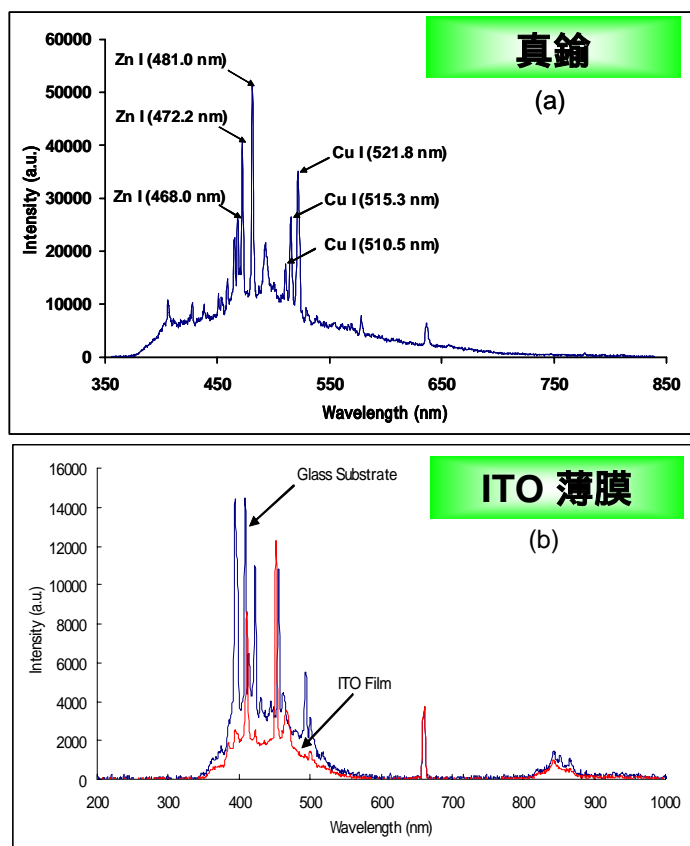 真鍮
(a)
60000
50000
40000
30000
20000
10000
0
Intensity (a.u.)
Zn I (481.0 nm)
Zn I (472.2 nm)
Zn I (468.0 nm)
Cu I (521.8 nm)
Cu I (515.3 nm)
Cu I (510.5 nm)
350 450 550 650 750 850
Wavelength (nm)
ITO 薄膜
(b)
16000
14000
12000
10000
8000
6000
4000
2000
0
Intensity (a.u.)
Glass Substrate
ITO Film
200 300 400 500 600 700 800 900 1000
Wavelength (nm)